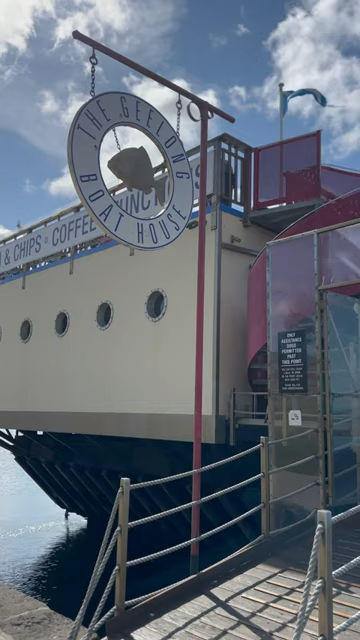 THE GEELONG
BOAT HOUSE
& CHIPS • COFFEE
ONLY
ASSISTANCE
DOGS
PERMITTED
PAST
THIS POINT